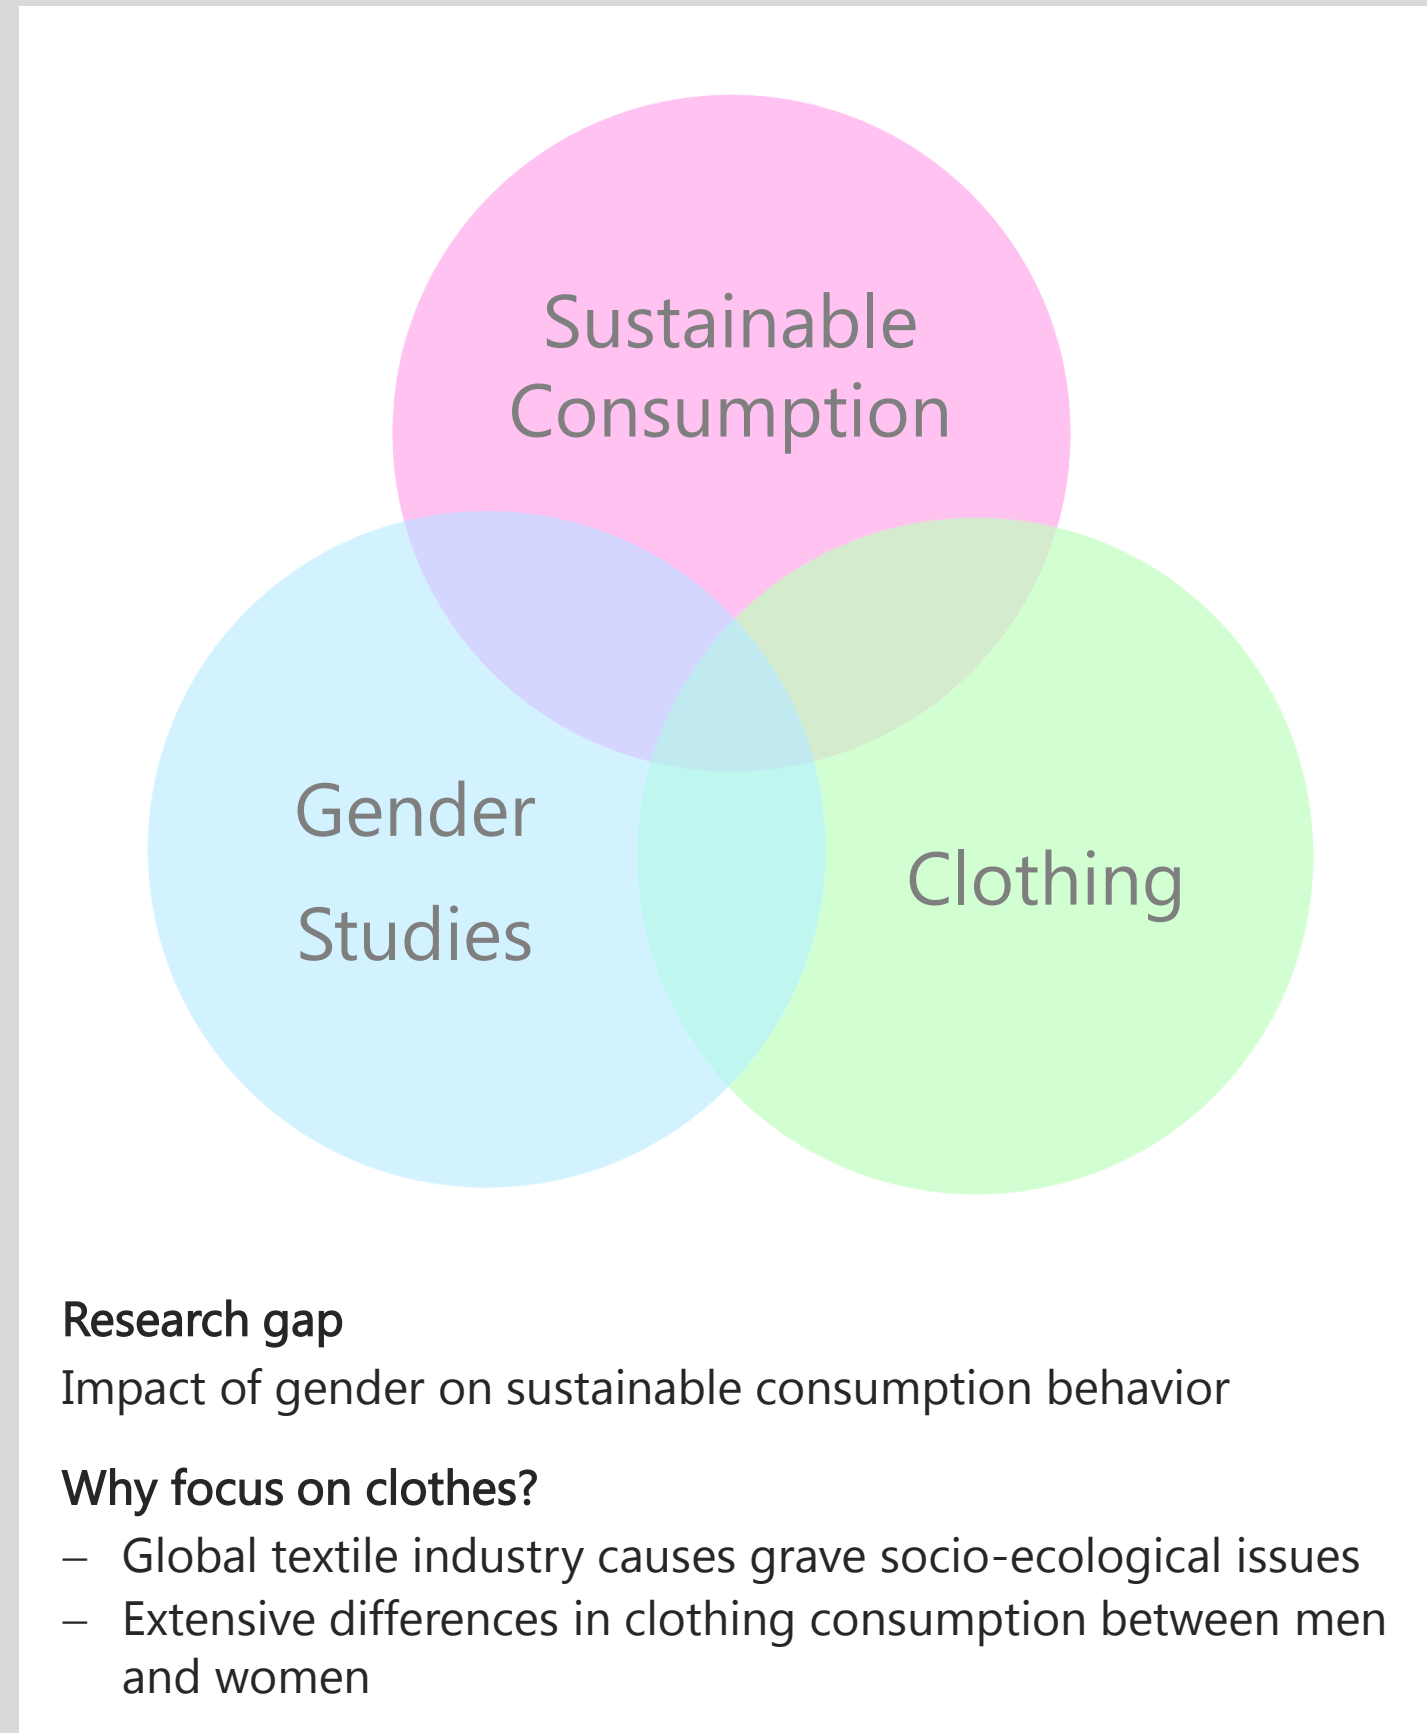 Sustainable
Consumption
Gender
Studies
Clothing
Research gap
Impact of gender on sustainable consumption behavior
Why focus on clothes?
– Global textile industry causes grave socio-ecological issues
– Extensive differences in clothing consumption between men
and women